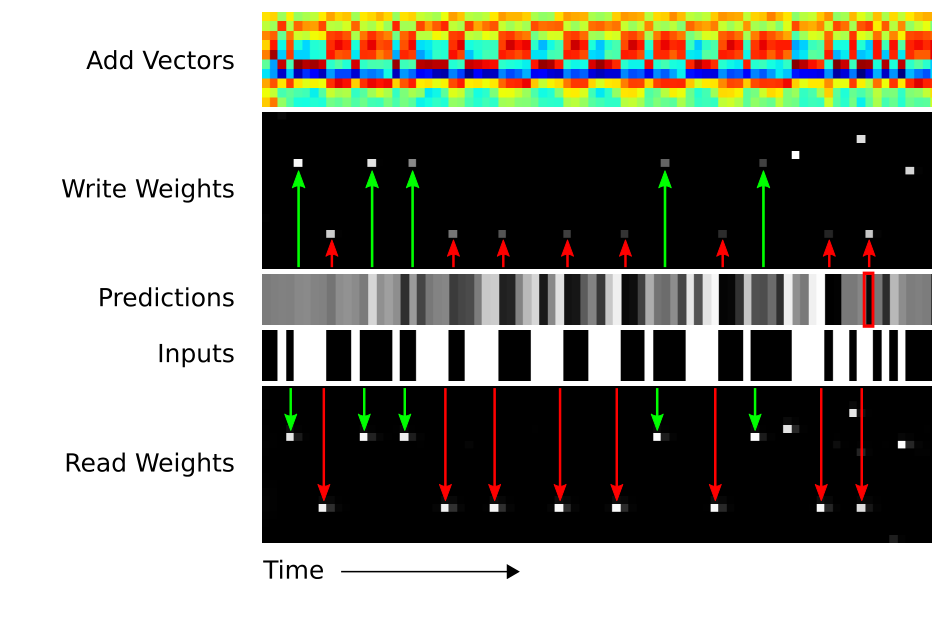 Add Vectors
Write Weights
Predictions
Inputs
Read Weights
Time